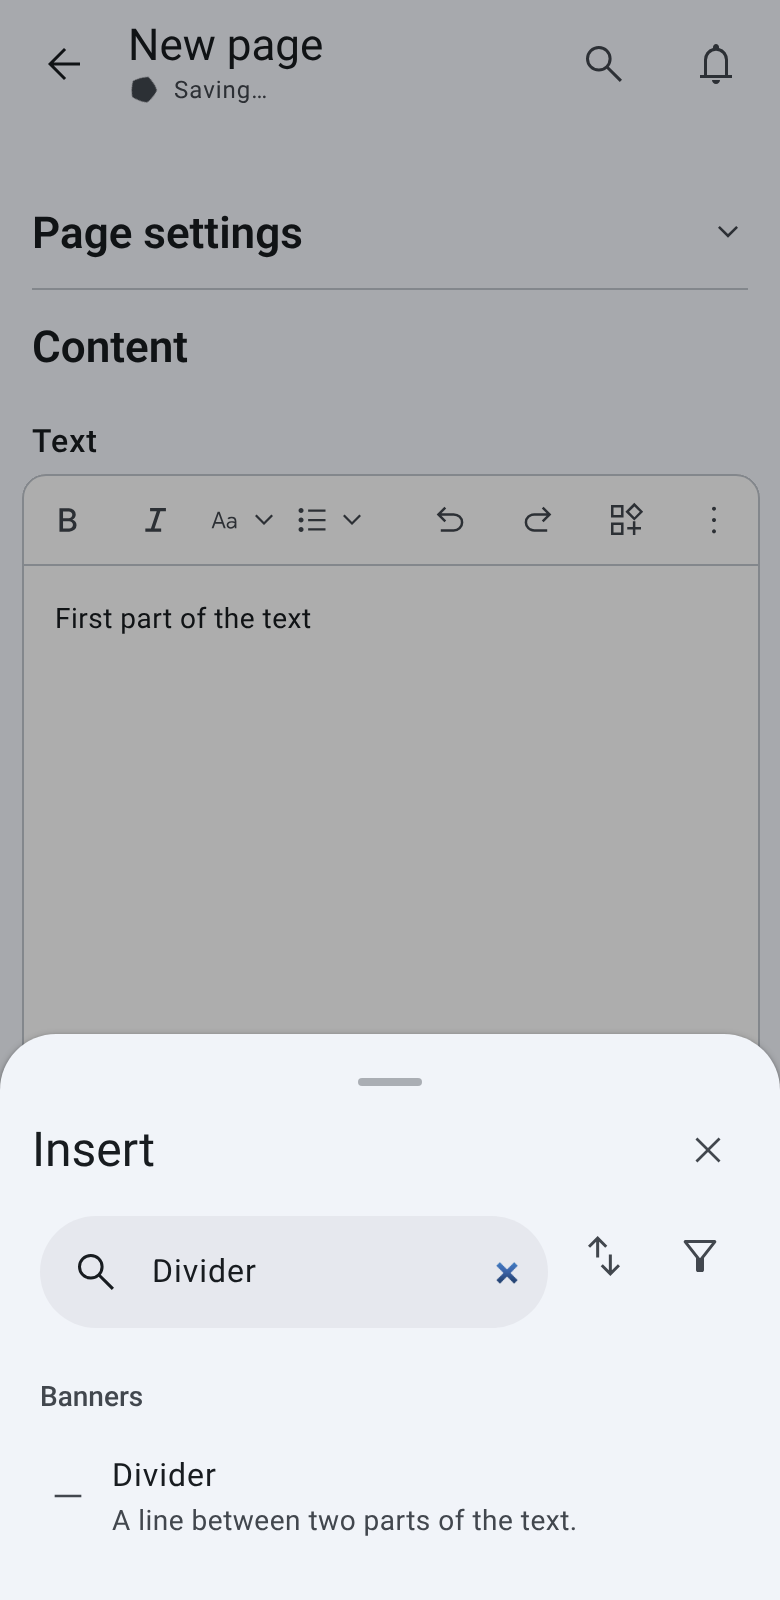 New page
Saving…
Page settings
Content
Text
B I Aa
First part of the text
Insert
Divider
Banners
Divider
A line between two parts of the text.